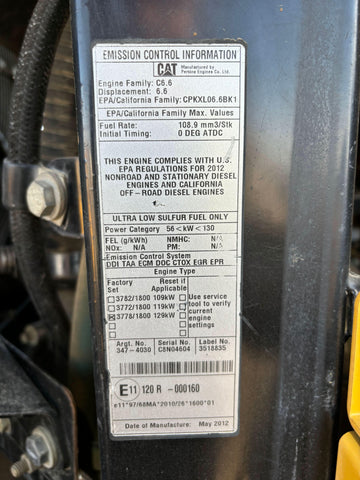 EMISSION CONTROL INFORMATION
CAT Manufactured by
Perkins Engines Co. Ltd.
Engine Family: C6.6
Displacement: 6.6
EPA/California Family: CPKXL06.6BK1
EPA/California Family Max. Values
Fuel Rate: 108.9 mm3/Stk
Initial Timing: 0 DEG ATDC
THIS ENGINE COMPLIES WITH U.S.
EPA REGULATIONS FOR 2012
NONROAD AND STATIONARY DIESEL
ENGINES AND CALIFORNIA
OFF-ROAD DIESEL ENGINES
ULTRA LOW SULFUR FUEL ONLY
Power Category 56<kW<130
FEL (g/kWh) NMHC: N/A
NOx: N/A PM: N/A
Emission Control System
DDI TAA ECM DOC CTOX EGR EPR
Engine Type
Factory Set Reset if Applicable
3782/1800 109kW Use service
3772/1800 119kW tool to verify
3778/1800 129kW current
engine
settings
Argt. No. Serial No. Label No.
347-4030 C8N04604 3518835
E11 120 R -000160
e11*97/68MA*2010/26*1600*01
Date of Manufacture: May 2012